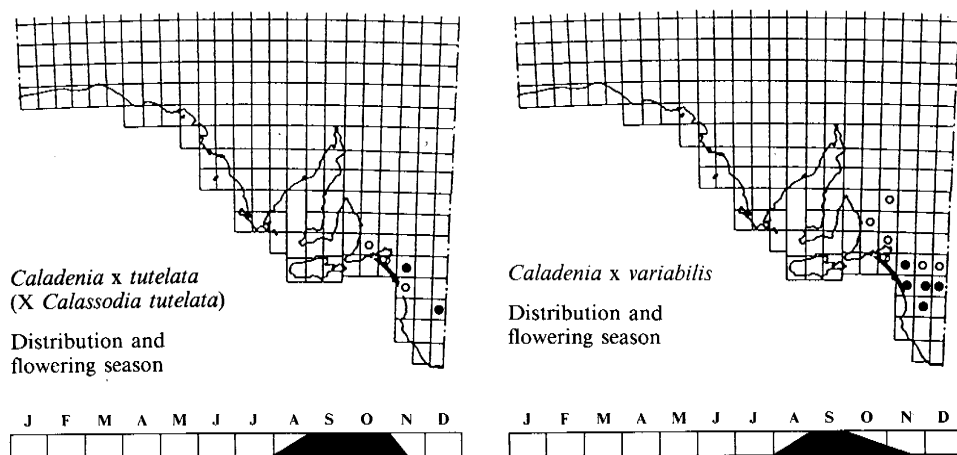 Caladenia x tutelata
(X Calassodia tutelata)
Distribution and
flowering season
J F M A M J J A S O N D
Caladenia x variabilis
Distribution and
flowering season
J F M A M J J A S O N D